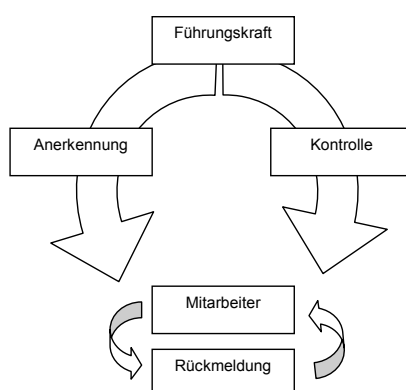 Führungskraft
Anerkennung
Kontrolle
Mitarbeiter
Rückmeldung